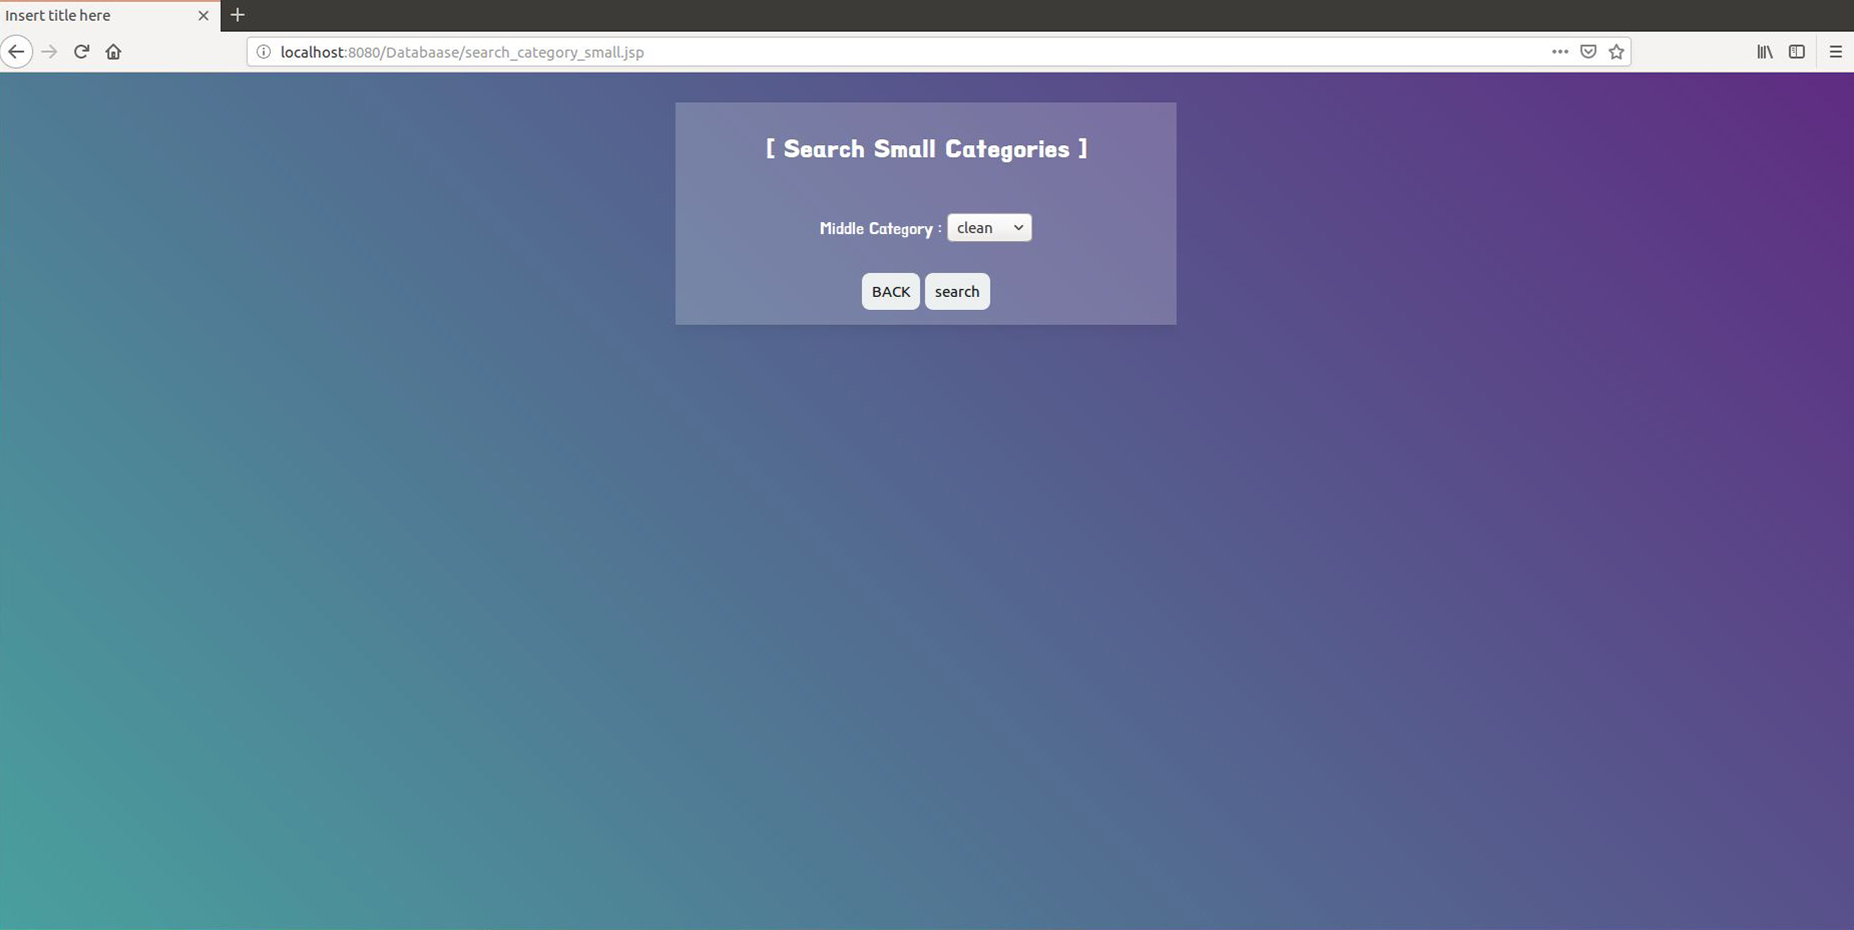 Insert title here
localhost:8080/Databaase/search_category_small.jsp
[ Search Small Categories ]
Middle Category : clean
BACK search